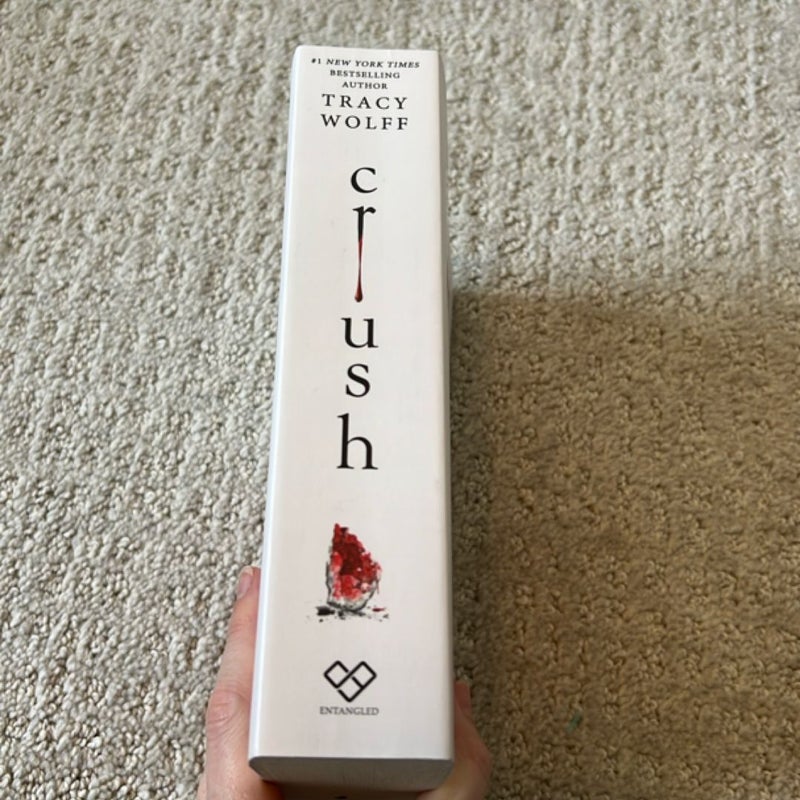 #1 NEW YORK TIMES
BESTSELLING
AUTHOR
TRACY
WOLFF
crush
ENTANGLED